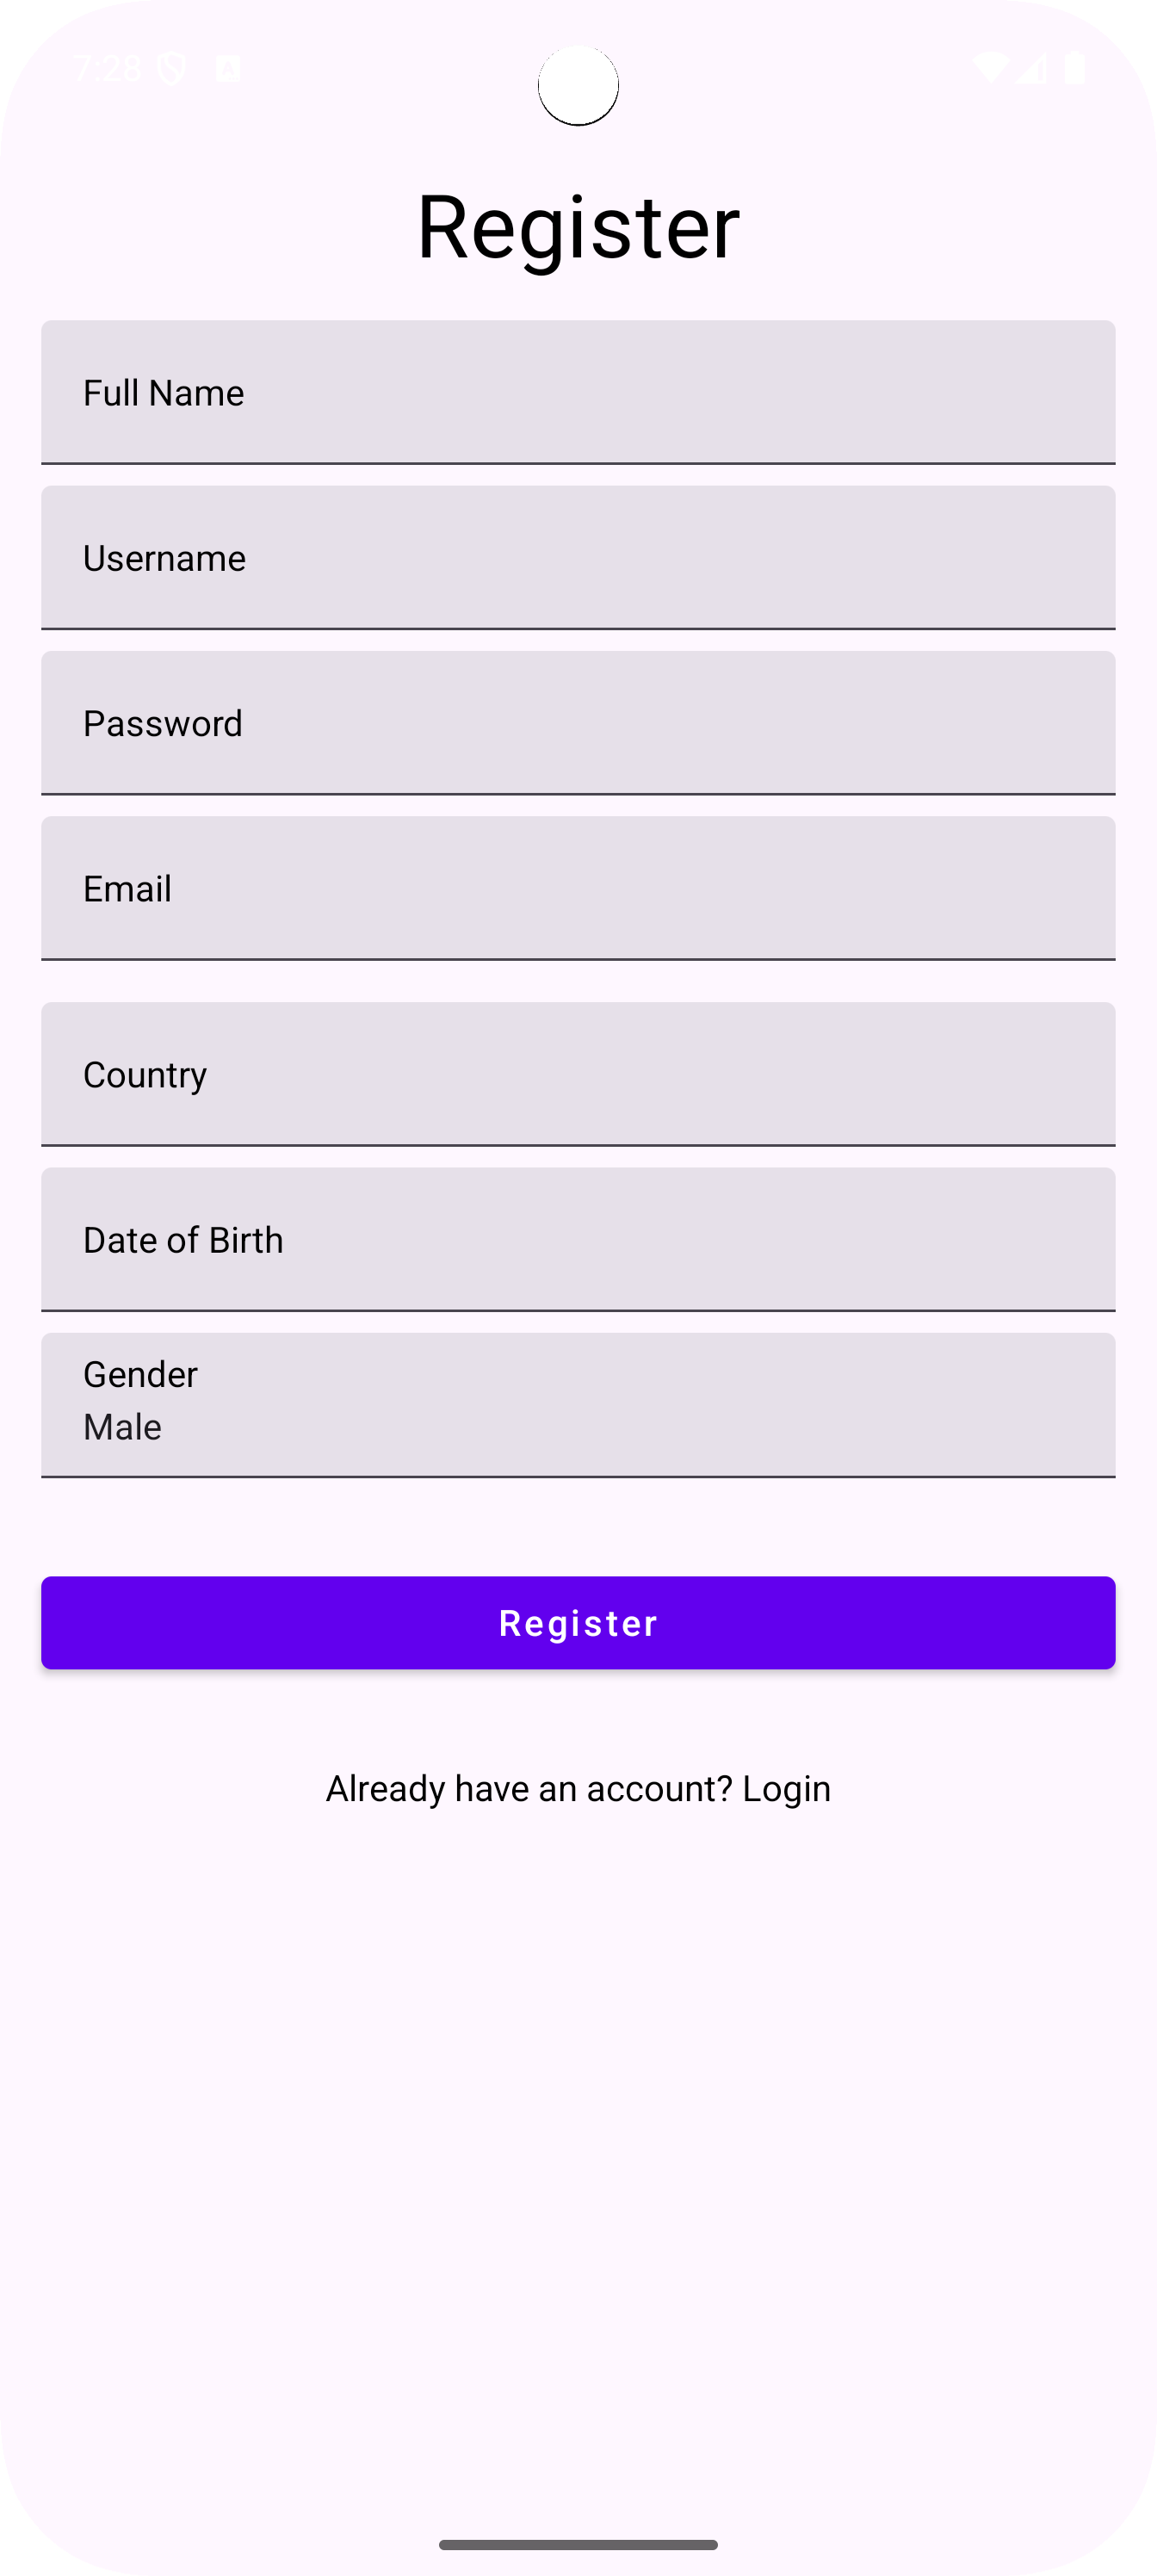 7:28
Register
Full Name
Username
Password
Email
Country
Date of Birth
Gender
Male
Register
Already have an account? Login